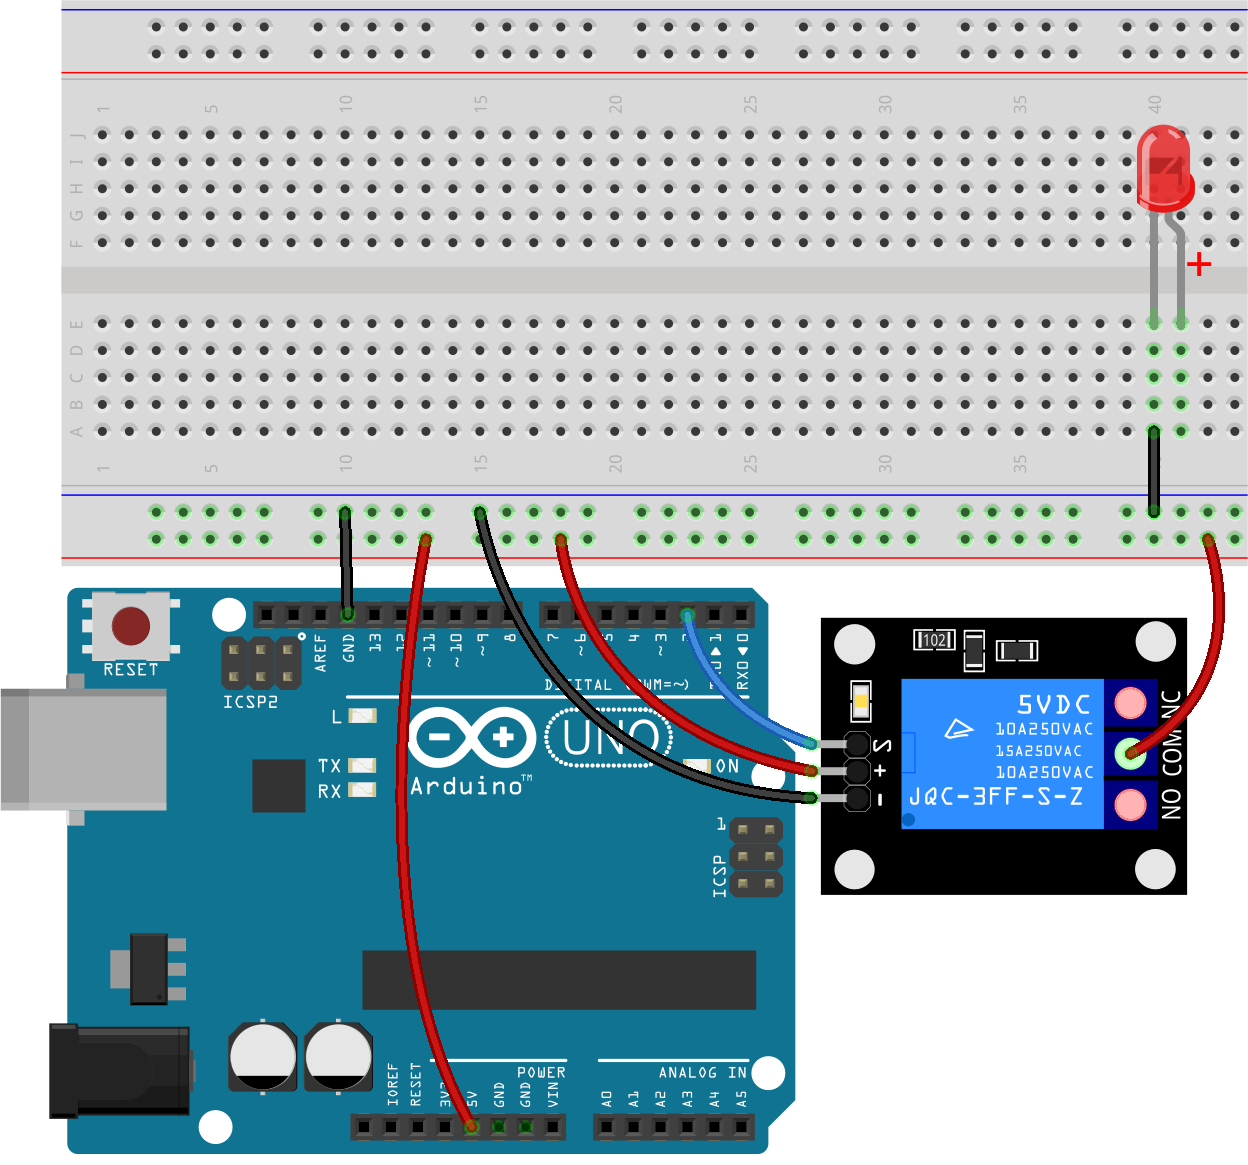 1 5 10 15 20 25 30 35 40
J
I
H
G
F
+
E
D
C
B
A
1 5 10 15 20 25 30 35
RESET
ICSP2
AREF
GND
13
12
~11
~10
~9
8
7
~6
5
4
~3
2
1
RX0◄0
DIGITAL (PWM=~)
L
TX
RX
UNO
Arduino™
ON
1
ICSP
IOREF
RESET
3V3
5V
GND
GND
VIN
POWER
ANALOG IN
A0
A1
A2
A3
A4
A5
102
S
+
-
5VDC
10A250VAC
15A250VAC
10A250VAC
JQC-3FF-S-Z
NC
COM
NO